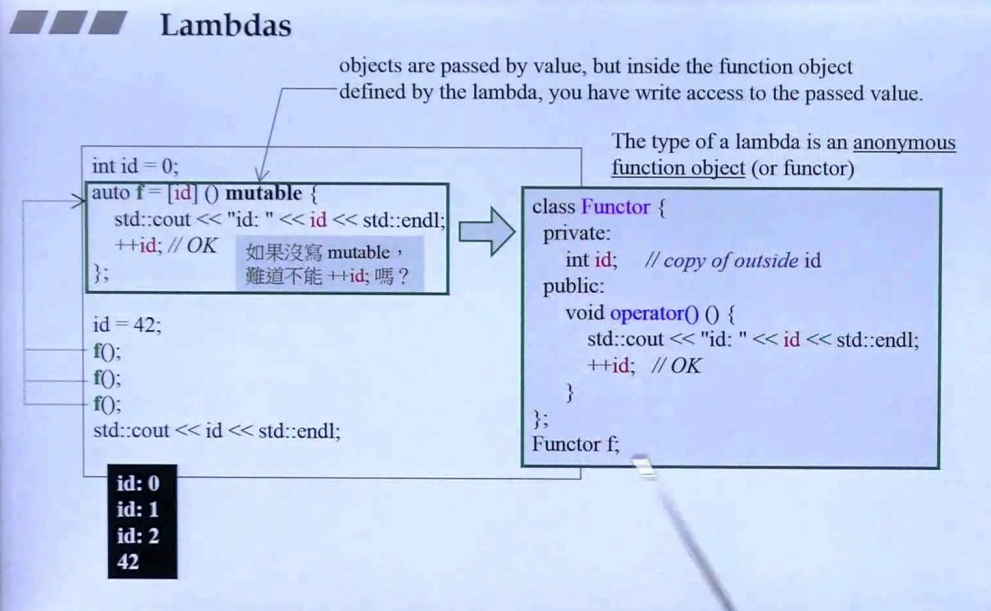 Lambdas
objects are passed by value, but inside the function object
defined by the lambda, you have write access to the passed value.
The type of a lambda is an anonymous
function object (or functor)
int id = 0;
auto f = [id] () mutable {
std::cout << "id: " << id << std::endl;
++id; // OK
如果沒寫 mutable，
難道不能 ++id; 嗎？
};
id = 42;
f();
f();
f();
std::cout << id << std::endl;
class Functor {
private:
int id; // copy of outside id
public:
void operator() () {
std::cout << "id: " << id << std::endl;
++id; // OK
}
};
Functor f;
id: 0
id: 1
id: 2
42